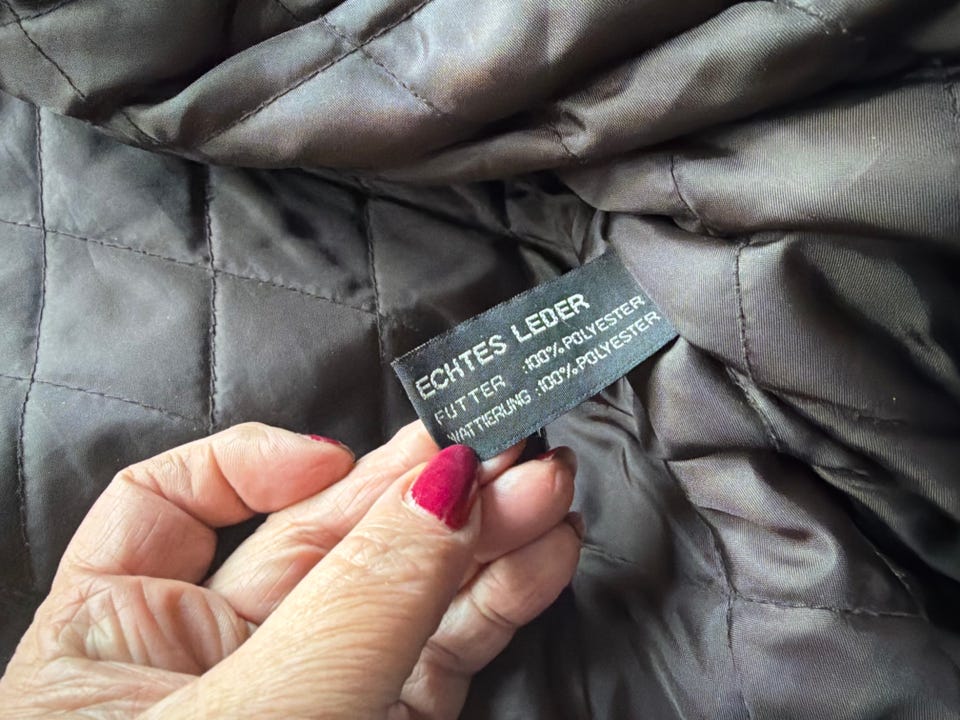 ECHTES LEDER
FUTTER :100% POLYESTER
WATTIERUNG :100% POLYESTER